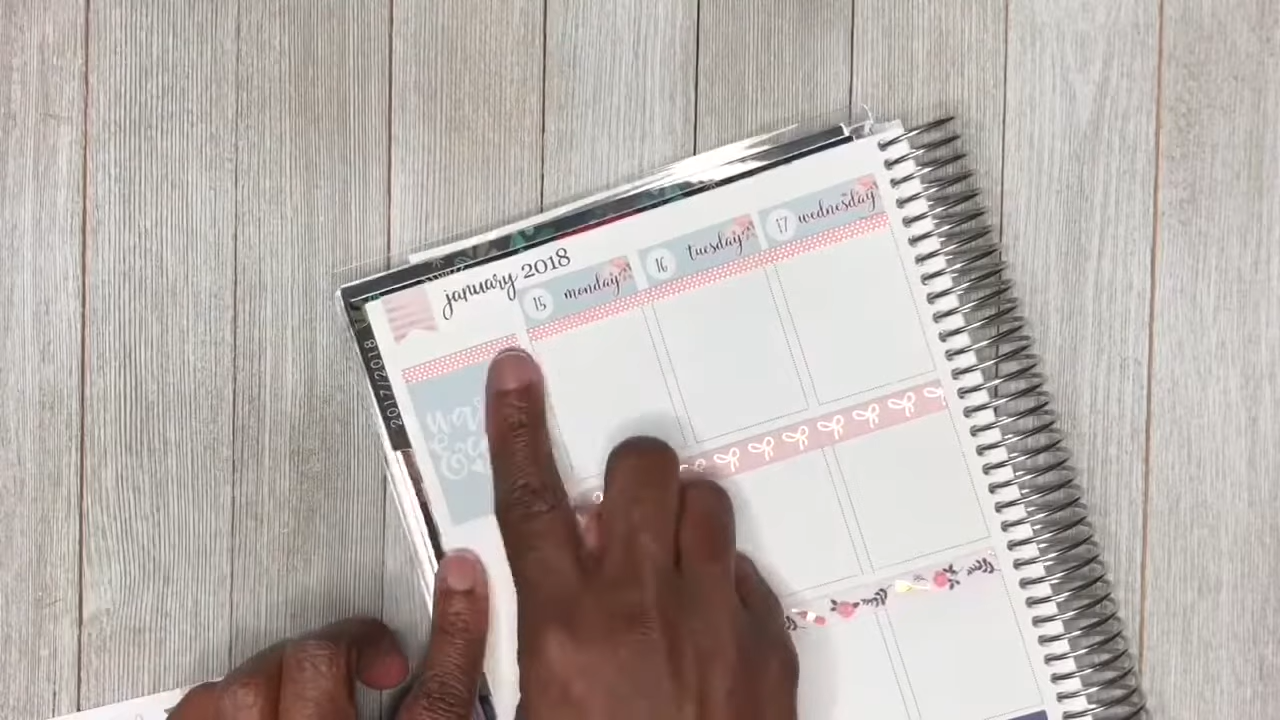 january 2018
15 monday
16 tuesday
17 wednesday
2017/2018
&